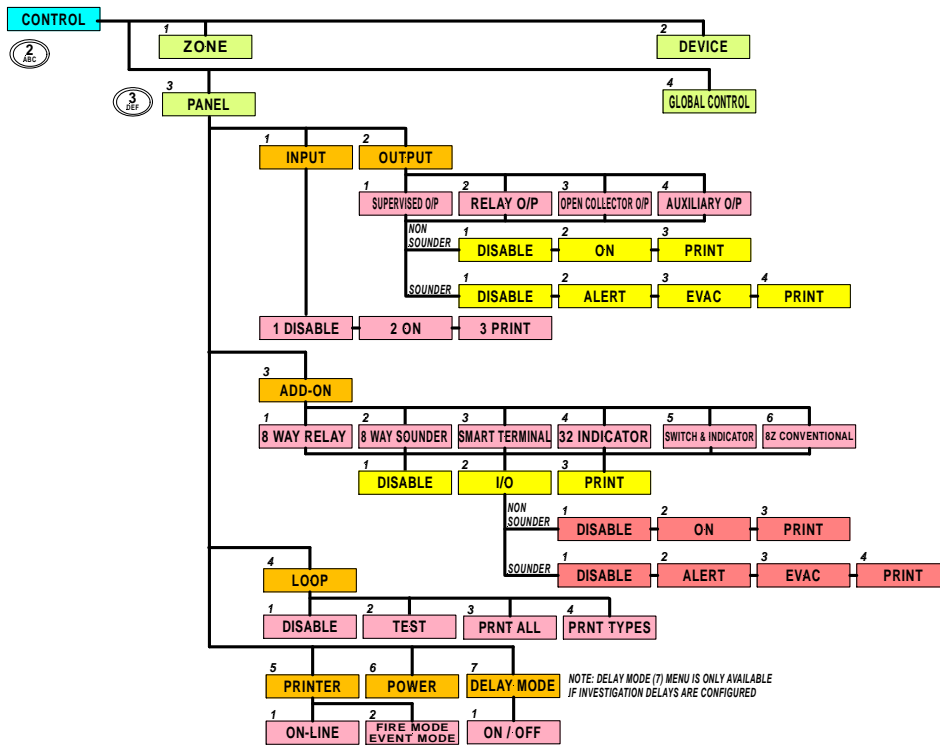 CONTROL
2
ABC
1
ZONE
2
DEVICE
3
DEF
3
PANEL
4
GLOBAL CONTROL
1
INPUT
2
OUTPUT
1
SUPERVISED O/P
2
RELAY O/P
3
OPEN COLLECTOR O/P
4
AUXILIARY O/P
NON
SOUNDER
1
DISABLE
2
ON
3
PRINT
SOUNDER
1
DISABLE
2
ALERT
3
EVAC
4
PRINT
1 DISABLE
2 ON
3 PRINT
3
ADD-ON
1
8 WAY RELAY
2
8 WAY SOUNDER
3
SMART TERMINAL
4
32 INDICATOR
5
SWITCH & INDICATOR
6
8Z CONVENTIONAL
1
DISABLE
2
I/O
3
PRINT
NON
SOUNDER
1
DISABLE
2
ON
3
PRINT
SOUNDER
1
DISABLE
2
ALERT
3
EVAC
4
PRINT
4
LOOP
1
DISABLE
2
TEST
3
PRNT ALL
4
PRNT TYPES
5
PRINTER
6
POWER
7
DELAY MODE
NOTE: DELAY MODE (7) MENU IS ONLY AVAILABLE
IF INVESTIGATION DELAYS ARE CONFIGURED
1
ON-LINE
2
FIRE MODE
EVENT MODE
1
ON / OFF